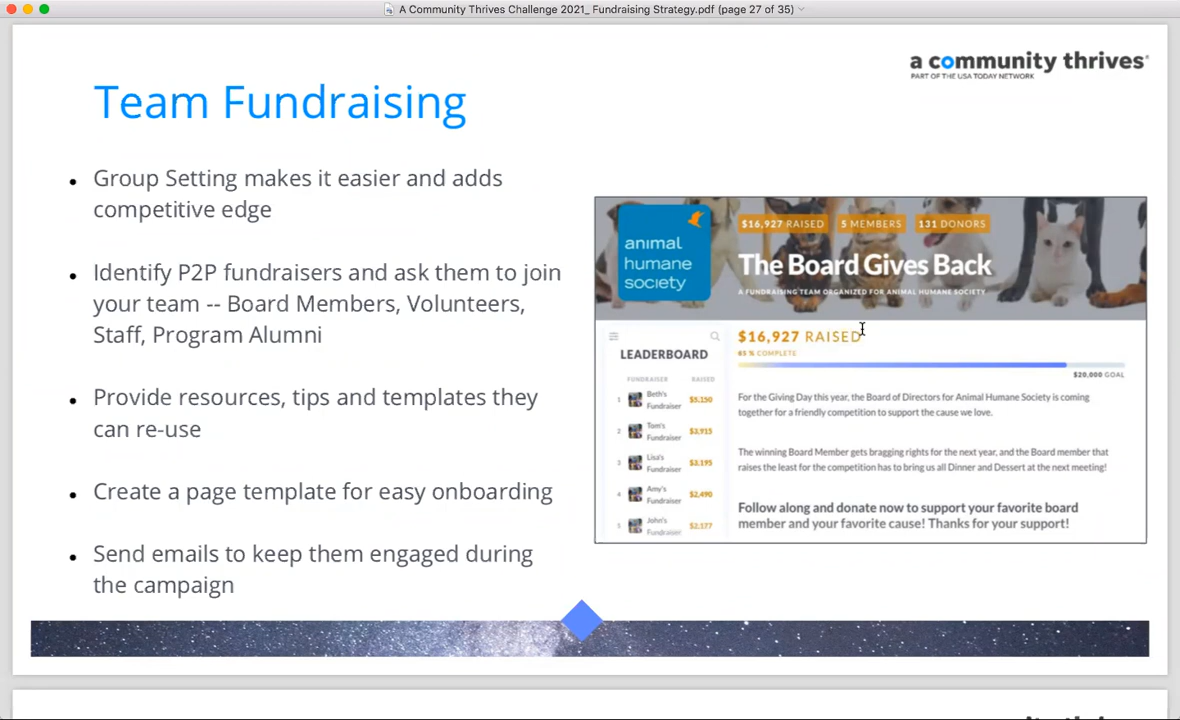 A Community Thrives Challenge 2021_ Fundraising Strategy.pdf (page 27 of 35)
a community thrives
PART OF THE USA TODAY NETWORK
Team Fundraising
• Group Setting makes it easier and adds
competitive edge
• Identify P2P fundraisers and ask them to join
your team -- Board Members, Volunteers,
Staff, Program Alumni
• Provide resources, tips and templates they
can re-use
• Create a page template for easy onboarding
• Send emails to keep them engaged during
the campaign
animal
humane
society
$16,927 RAISED 5 MEMBERS 131 DONORS
The Board Gives Back
A FUNDRAISING TEAM ORGANIZED FOR ANIMAL HUMANE SOCIETY
LEADERBOARD
FUNDRAISER RAISED
1 Beth's
Fundraiser $5,150
2 Tom's
Fundraiser $3,915
3 Lisa's
Fundraiser $3,195
4 Amy's
Fundraiser $2,490
5 John's
Fundraiser $2,177
$16,927 RAISED
85 % COMPLETE
$20,000 GOAL
For the Giving Day this year, the Board of Directors for Animal Humane Society is coming
together for a friendly competition to support the cause we love.
The winning Board Member gets bragging rights for the next year, and the Board member that
raises the least for the competition has to bring us all Dinner and Dessert at the next meeting!
Follow along and donate now to support your favorite board
member and your favorite cause! Thanks for your support!